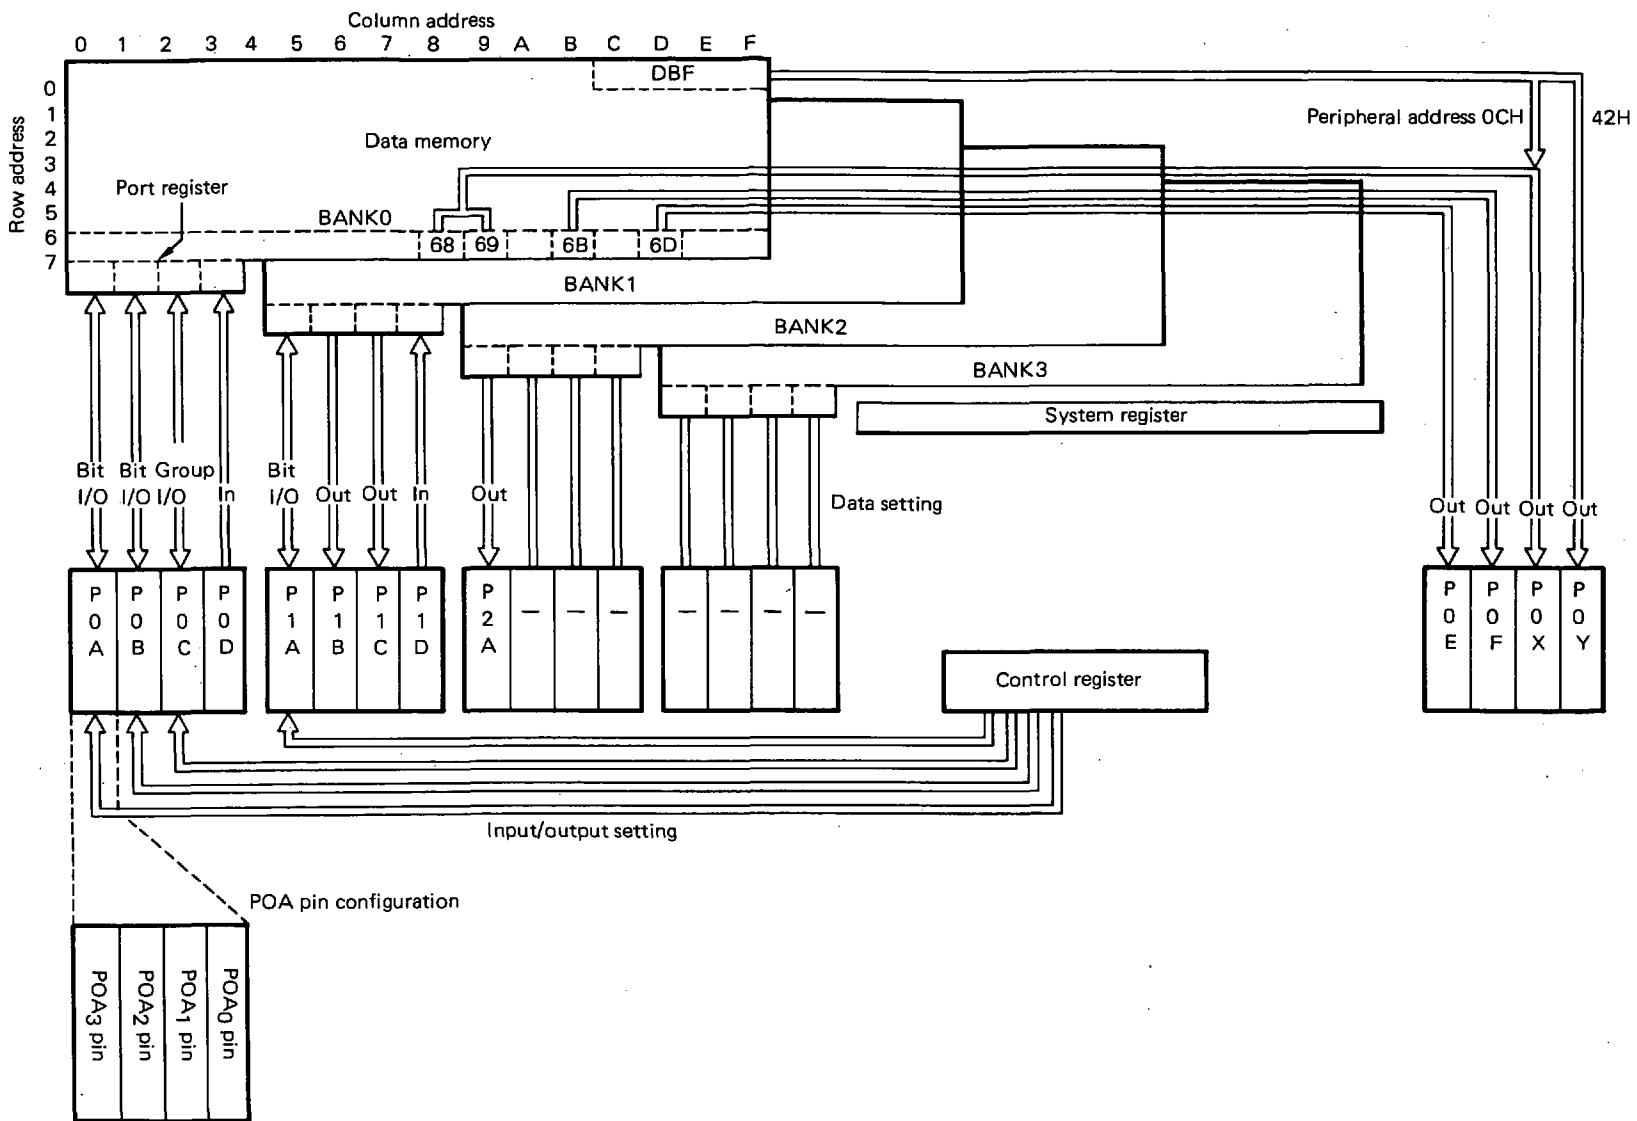 Column address
0 1 2 3 4 5 6 7 8 9 A B C D E F
DBF
Row address
0
1
2
3
4
5
6
7
Data memory
Port register
BANK0
68 69 6B 6D
BANK1
BANK2
BANK3
System register
Peripheral address 0CH
42H
Bit I/O
Bit I/O
Group I/O
In
Bit I/O
Out
Out
In
Out
Data setting
Out Out Out Out
P0A P0B P0C P0D
P1A P1B P1C P1D
P2A — — —
— — — —
P0E P0F P0X P0Y
Control register
Input/output setting
POA pin configuration
POA3 pin
POA2 pin
POA1 pin
POA0 pin